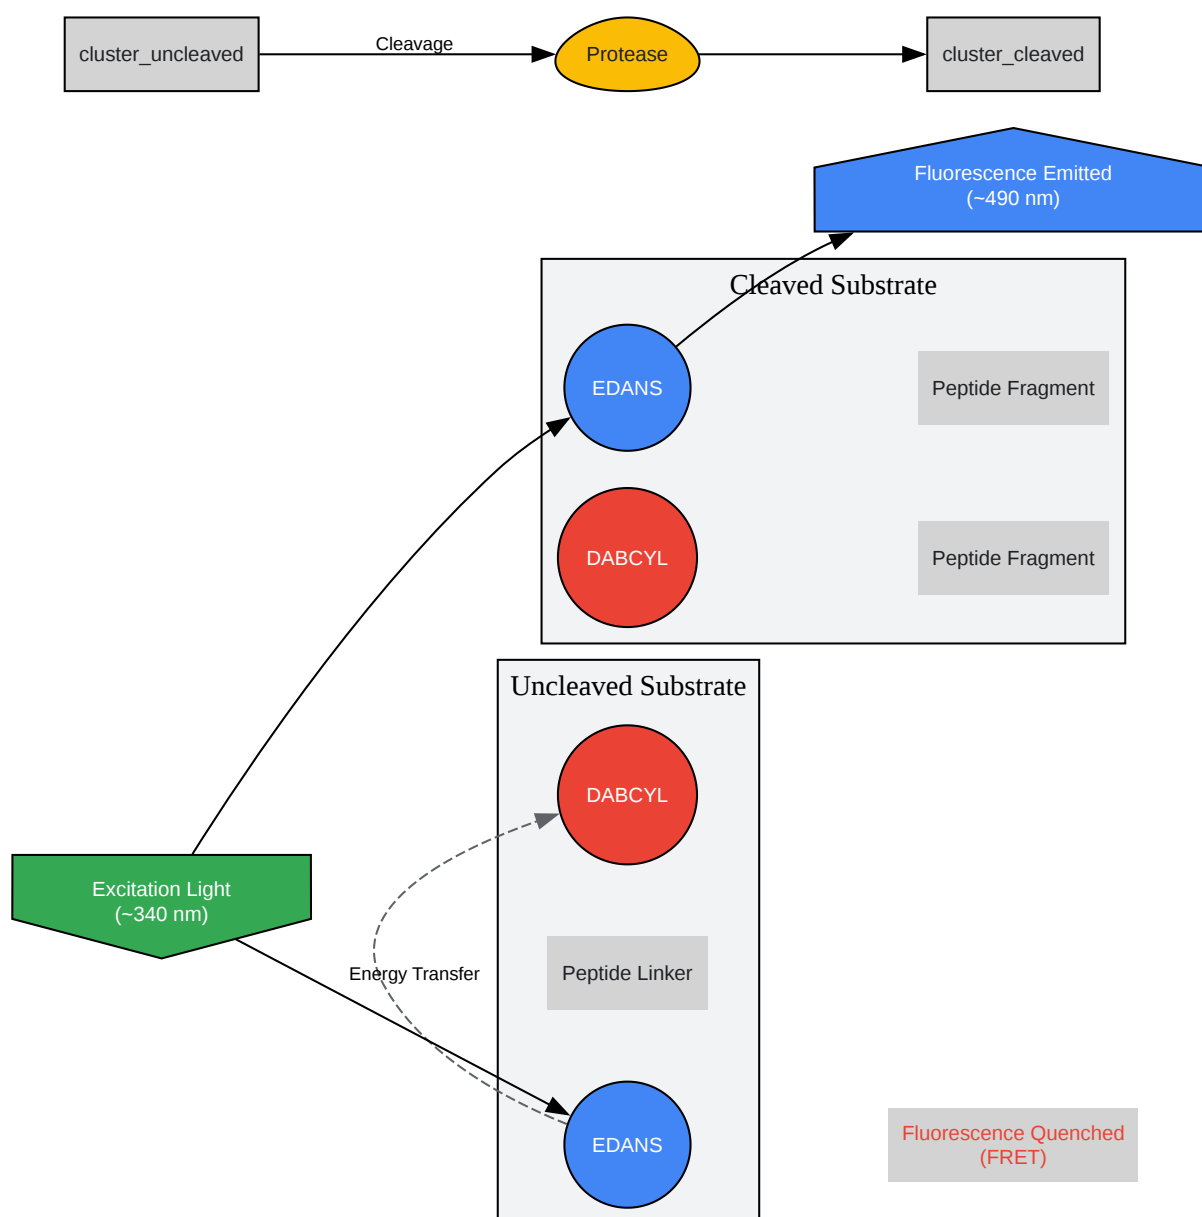 cluster_uncleaved
Cleavage
Protease
cluster_cleaved
Fluorescence Emitted
(~490 nm)
Cleaved Substrate
EDANS
Peptide Fragment
DABCYL
Peptide Fragment
Uncleaved Substrate
DABCYL
Excitation Light
(~340 nm)
Energy Transfer
Peptide Linker
EDANS
Fluorescence Quenched
(FRET)